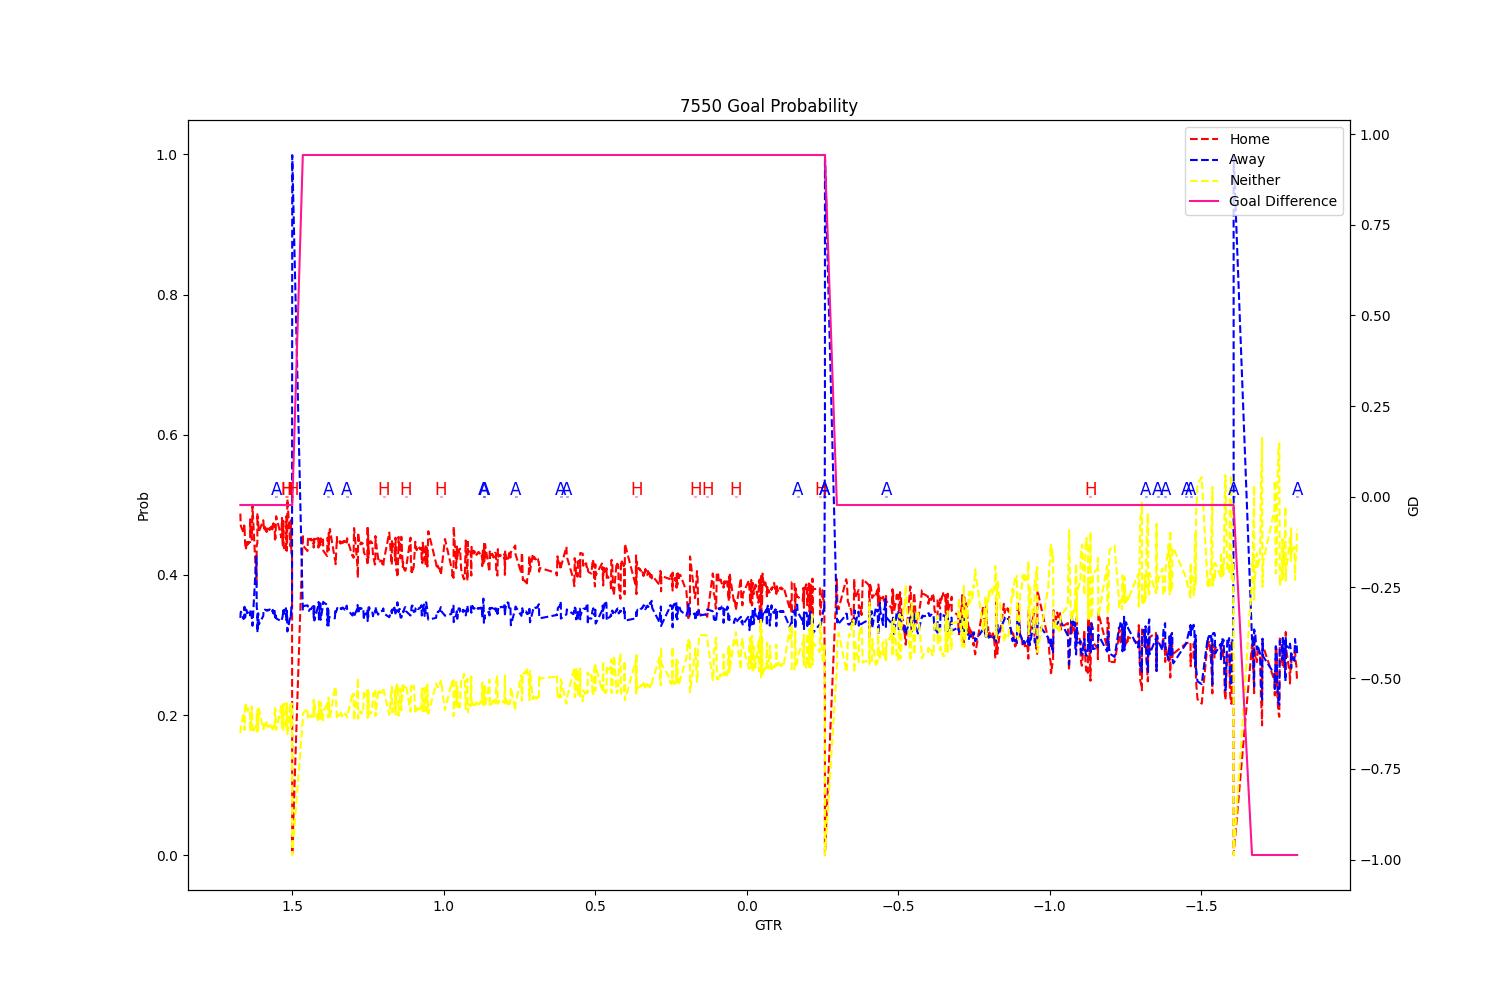 7550 Goal Probability
Home
Away
Neither
Goal Difference
1.0
0.8
0.6
0.4
0.2
0.0
Prob
1.00
0.75
0.50
0.25
0.00
−0.25
−0.50
−0.75
−1.00
GD
A H H A A H H H A A A A A H H H H A H A A H A A A A A A A
1.5 1.0 0.5 0.0 −0.5 −1.0 −1.5
GTR